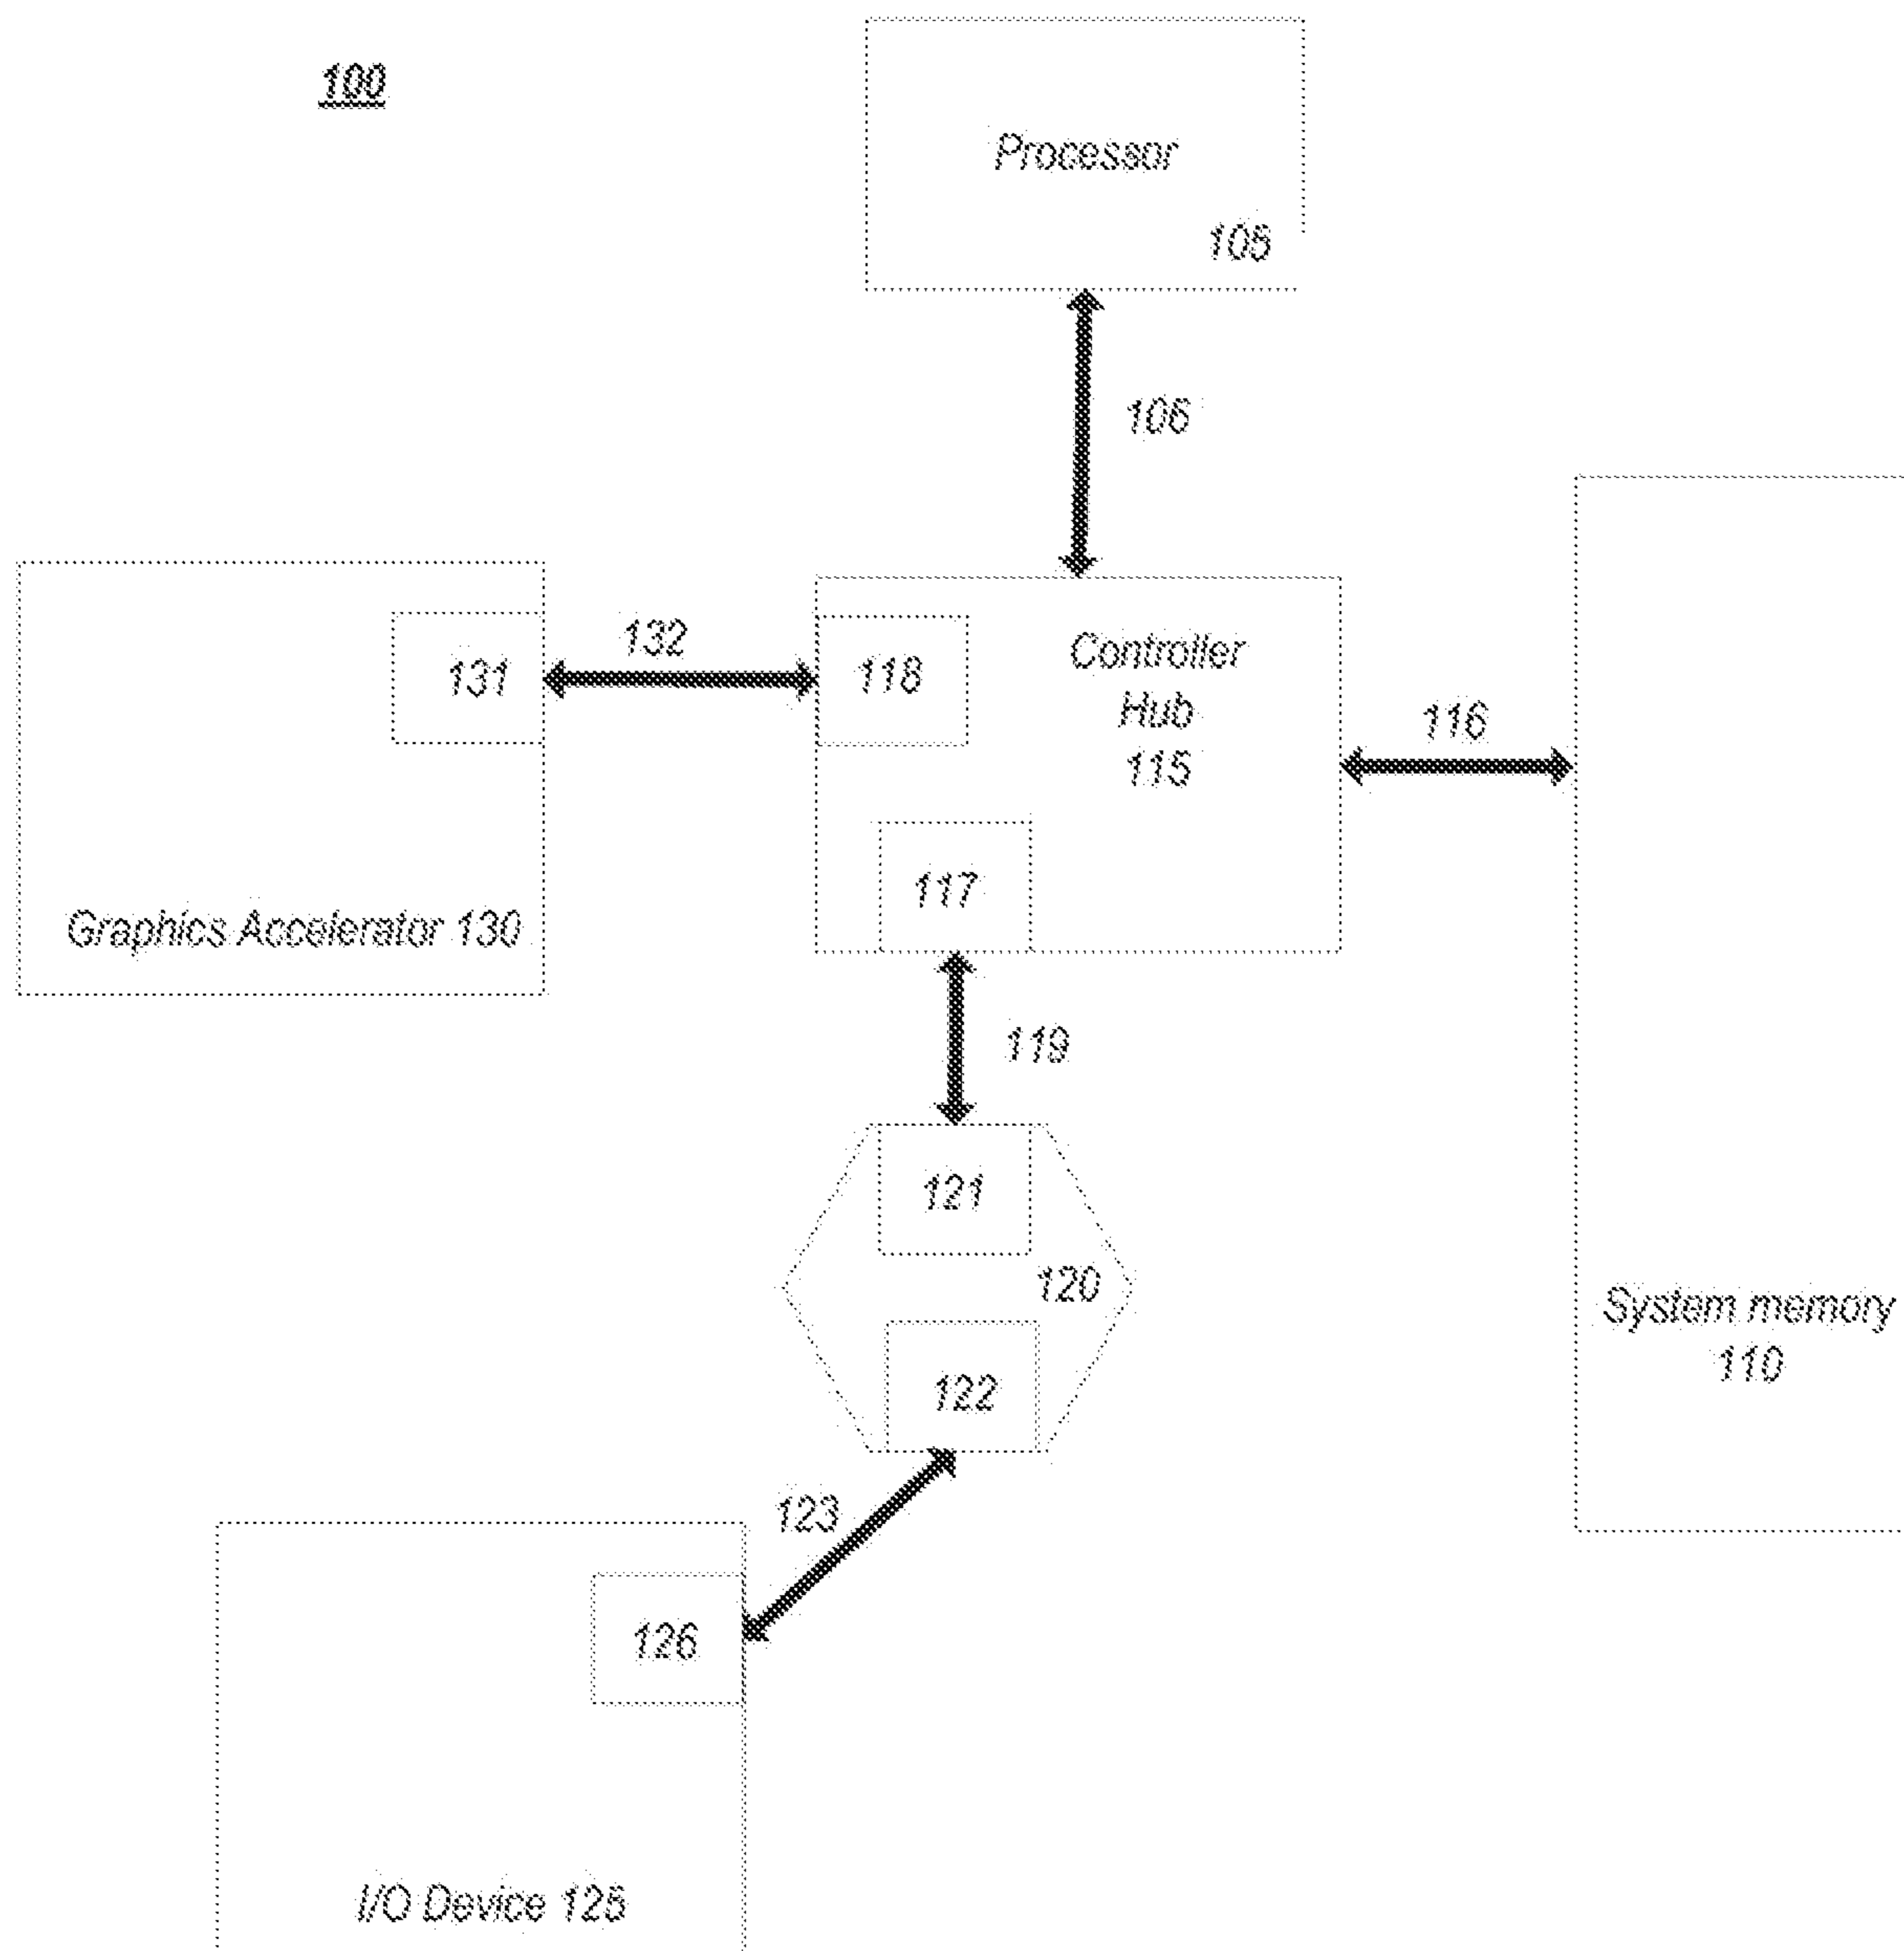 100
Processor
105
106
132
131
118
Controller
Hub
115
116
117
Graphics Accelerator 130
119
121
120
System memory
110
122
123
126
I/O Device 125